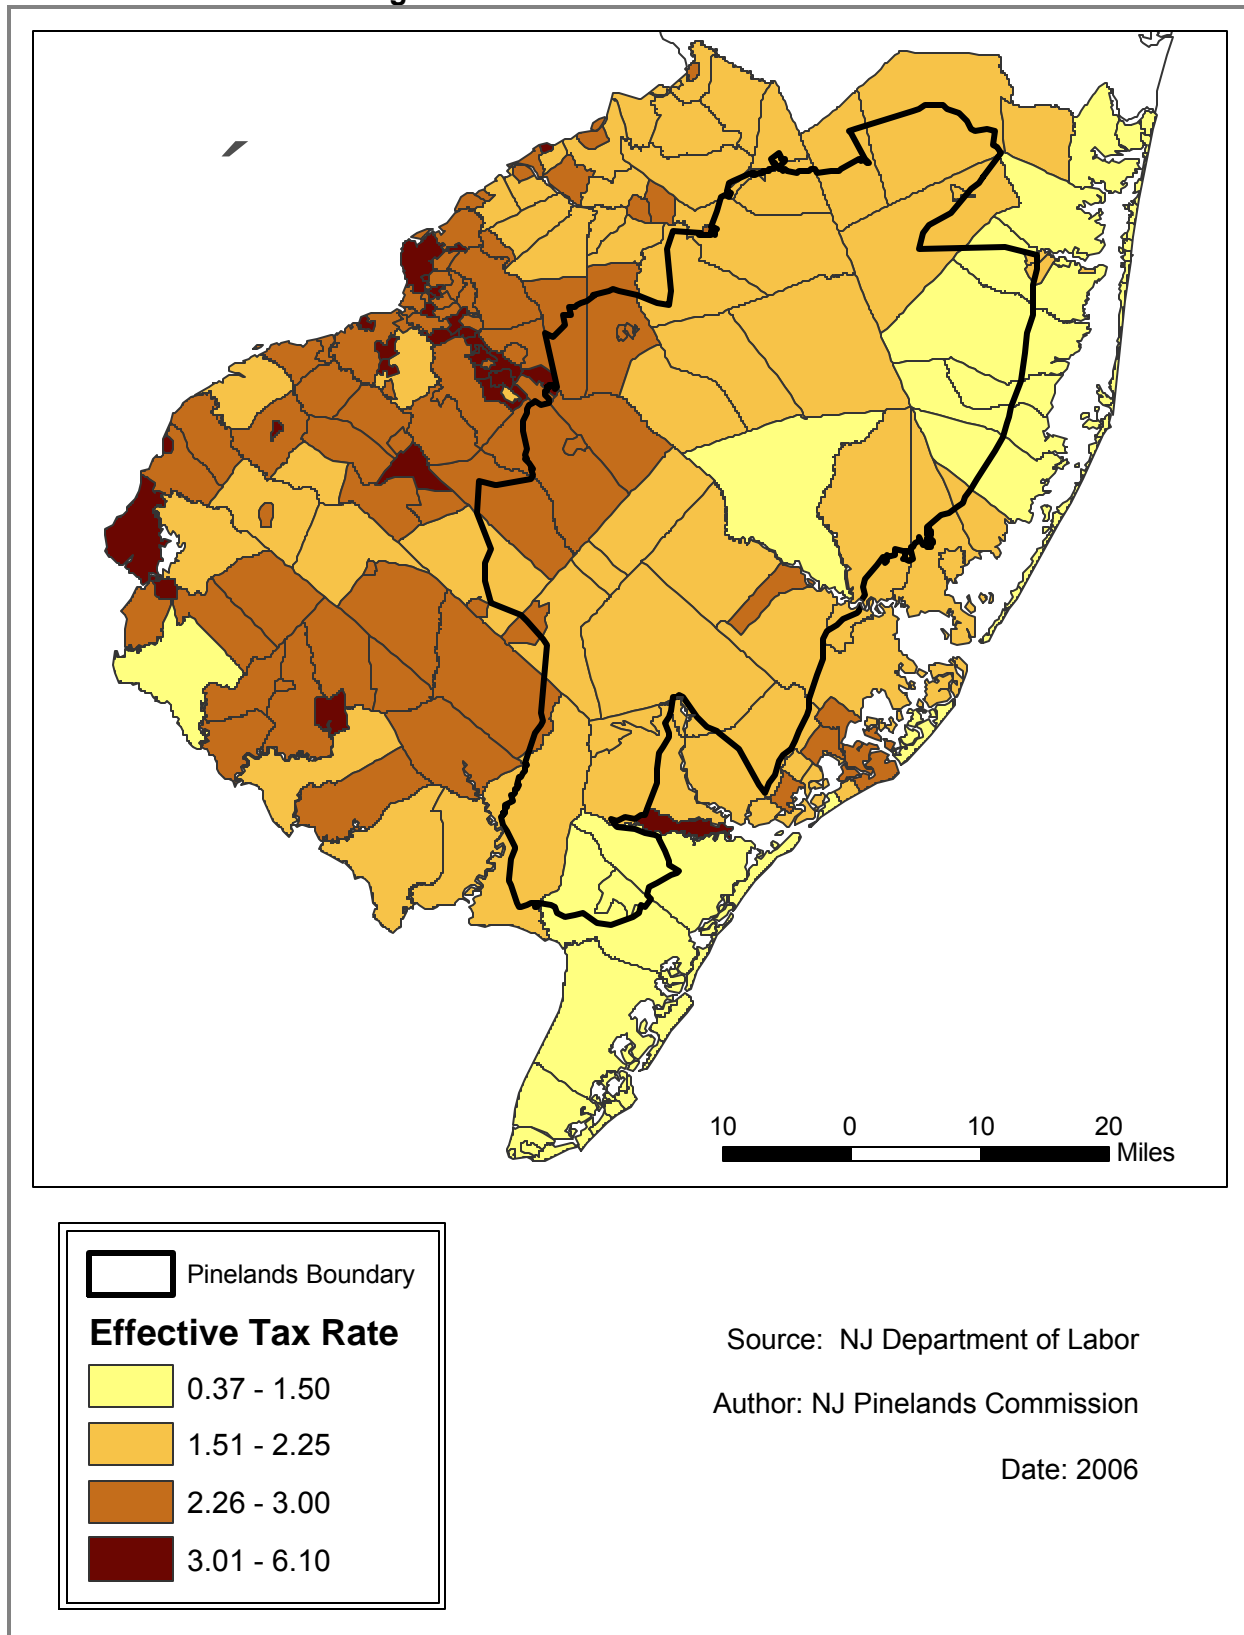 10 0 10 20
Miles
Pinelands Boundary
Effective Tax Rate
0.37 - 1.50
1.51 - 2.25
2.26 - 3.00
3.01 - 6.10
Source: NJ Department of Labor
Author: NJ Pinelands Commission
Date: 2006